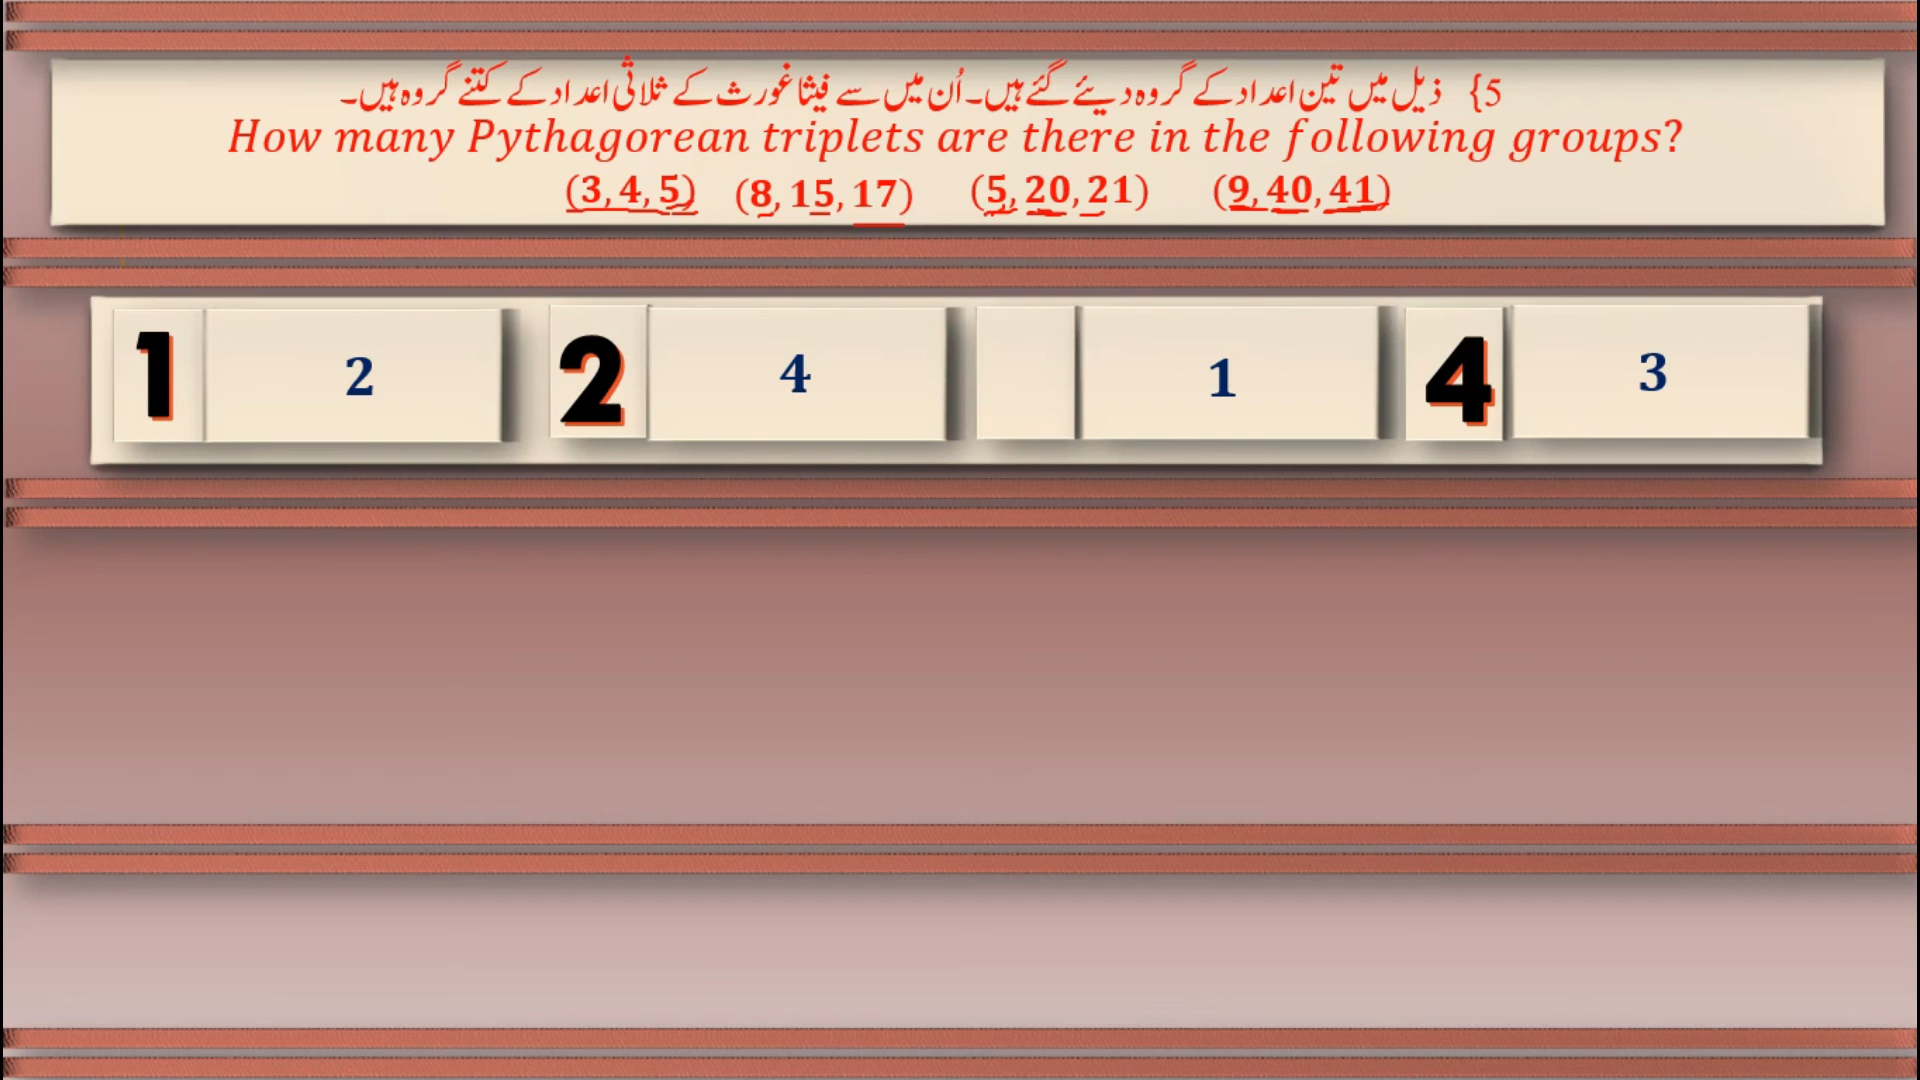 5} ذیل میں تین اعداد کے گروہ دیئے گئے ہیں۔ اُن میں سے فیثا غورث کے ثلاثی اعداد کے کتنے گروہ ہیں۔
How many Pythagorean triplets are there in the following groups?
(3, 4, 5) (8, 15, 17) (5, 20, 21) (9, 40, 41)
1 2 2 4 1 4 3